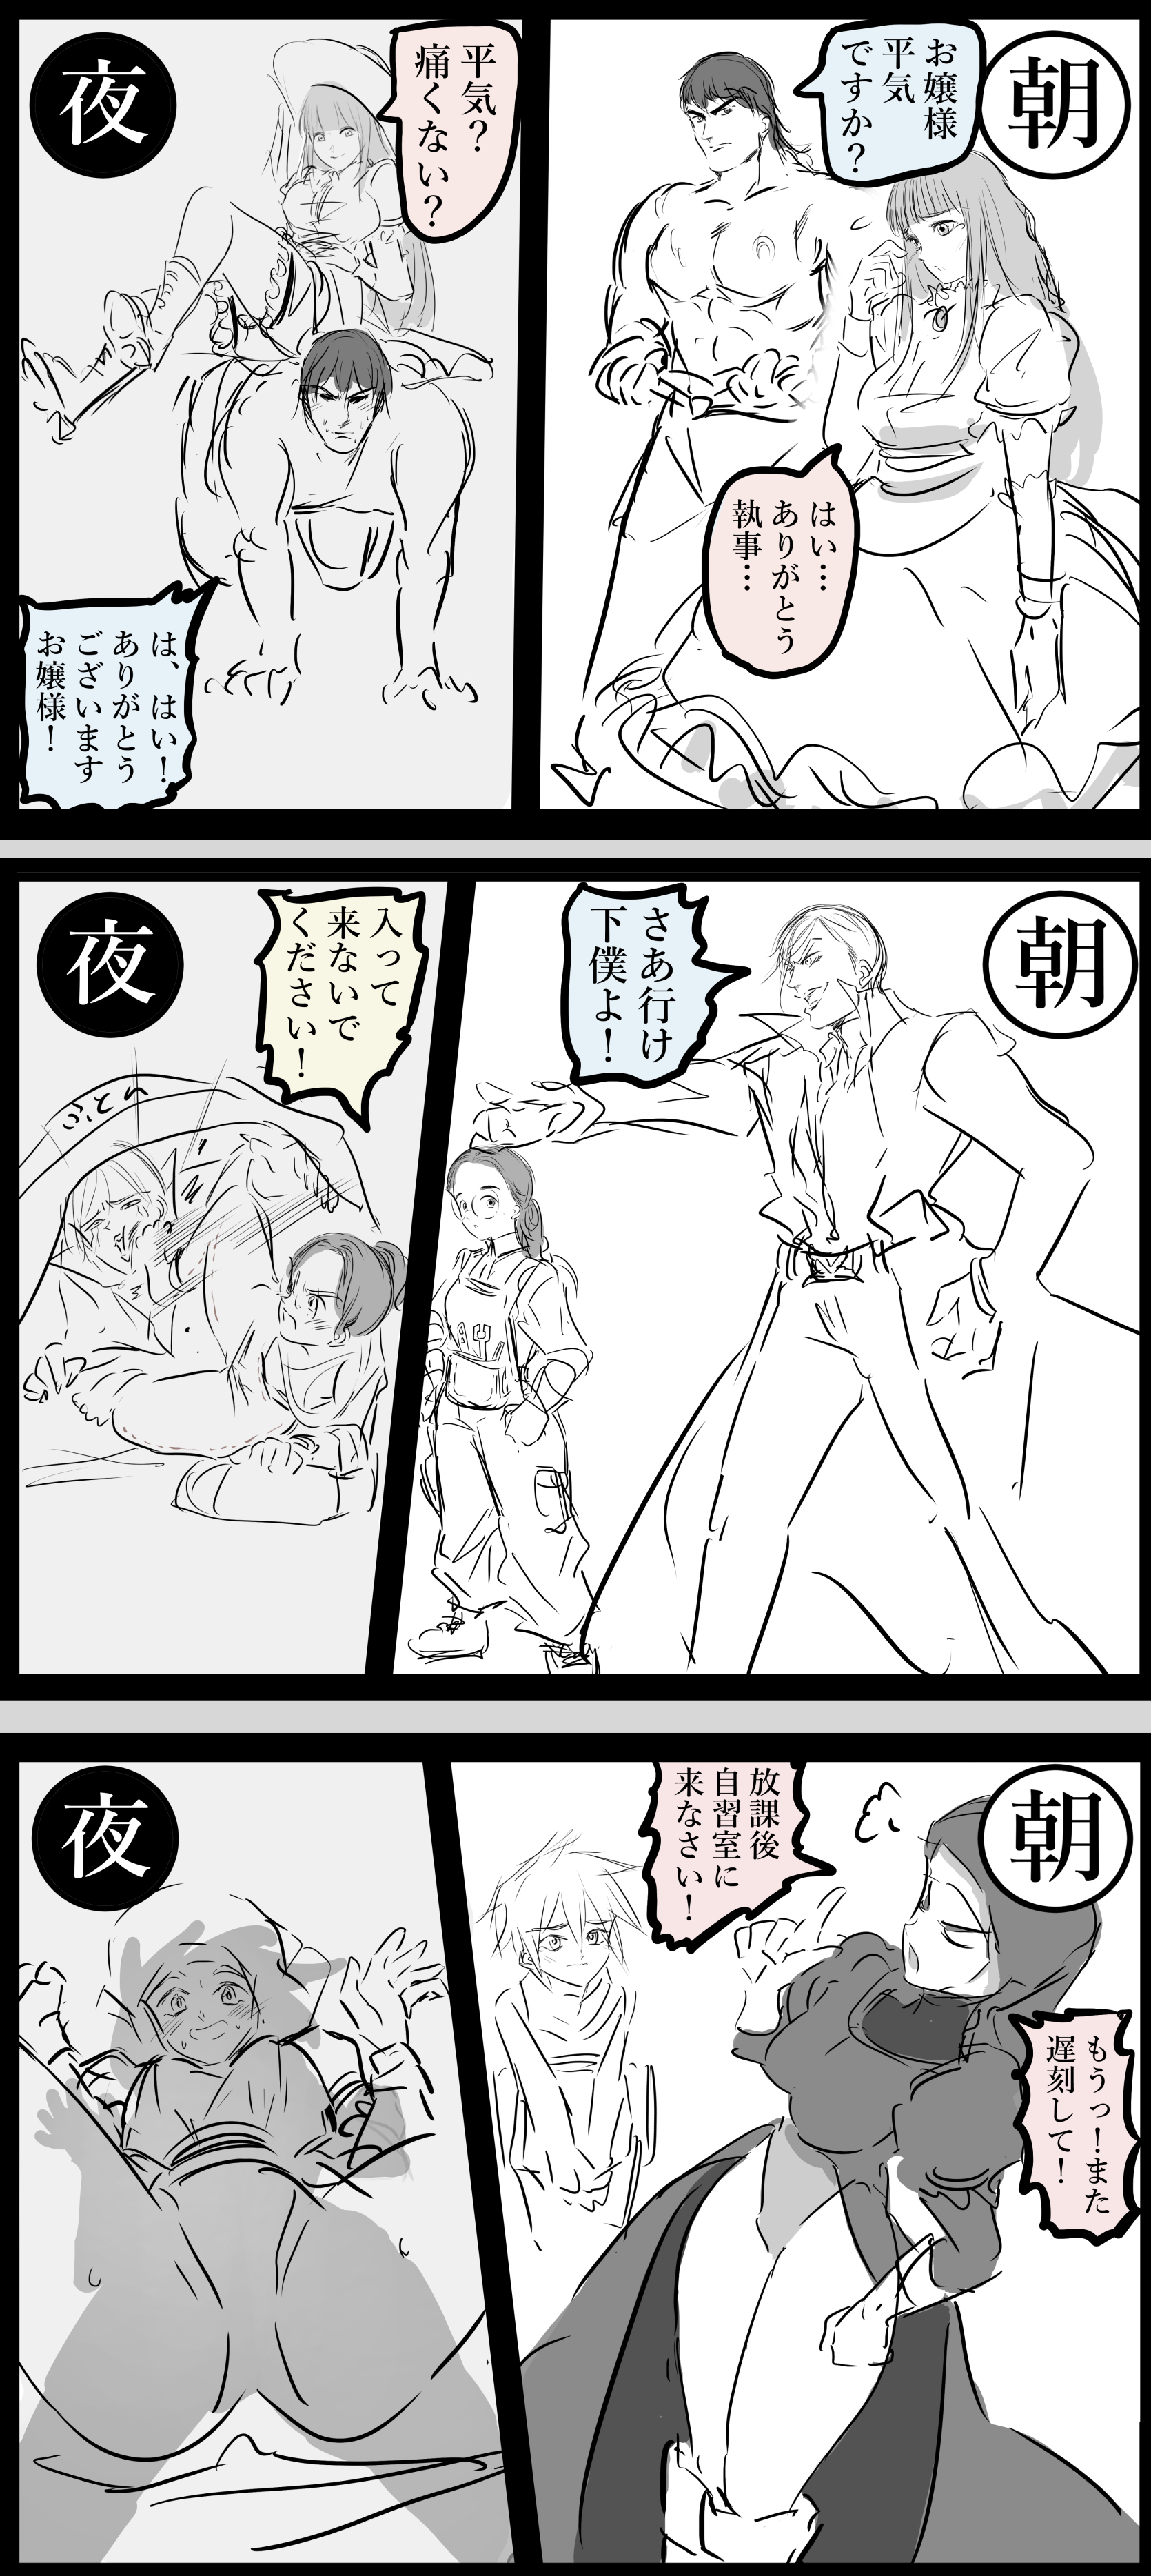 朝
お嬢様
平気
ですか？
はい…
ありがとう
執事…
夜
平気？
痛くない？
は、はい！
ありがとう
ございます
お嬢様！
朝
さあ行け
下僕よ！
夜
入って
来ないで
ください！
ふとん
朝
もうっ！また
遅刻して！
放課後
自習室に
来なさい！
夜